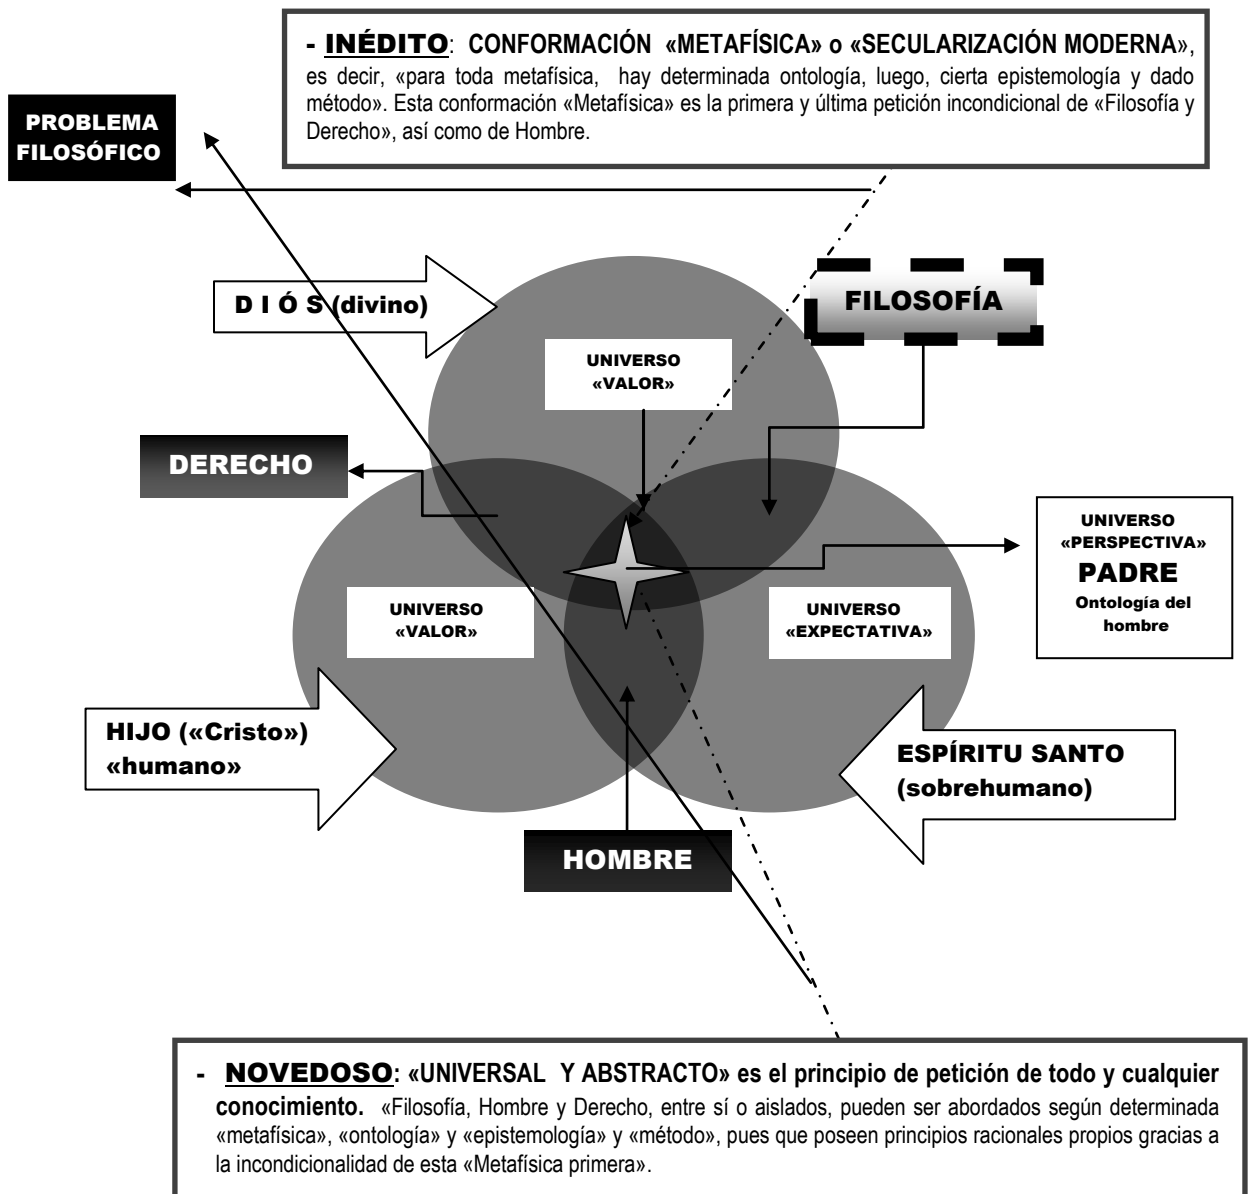 - INÉDITO: CONFORMACIÓN «METAFÍSICA» o «SECULARIZACIÓN MODERNA»,
es decir, «para toda metafísica, hay determinada ontología, luego, cierta epistemología y dado
método». Esta conformación «Metafísica» es la primera y última petición incondicional de «Filosofía y
Derecho», así como de Hombre.
PROBLEMA
FILOSÓFICO
D I Ó S (divino)
FILOSOFÍA
UNIVERSO
«VALOR»
DERECHO
UNIVERSO
«PERSPECTIVA»
PADRE
Ontología del
hombre
UNIVERSO
«VALOR»
UNIVERSO
«EXPECTATIVA»
HIJO («Cristo»)
«humano»
ESPÍRITU SANTO
(sobrehumano)
HOMBRE
- NOVEDOSO: «UNIVERSAL Y ABSTRACTO» es el principio de petición de todo y cualquier
conocimiento. «Filosofía, Hombre y Derecho, entre sí o aislados, pueden ser abordados según determinada
«metafísica», «ontología» y «epistemología» y «método», pues que poseen principios racionales propios gracias a
la incondicionalidad de esta «Metafísica primera».